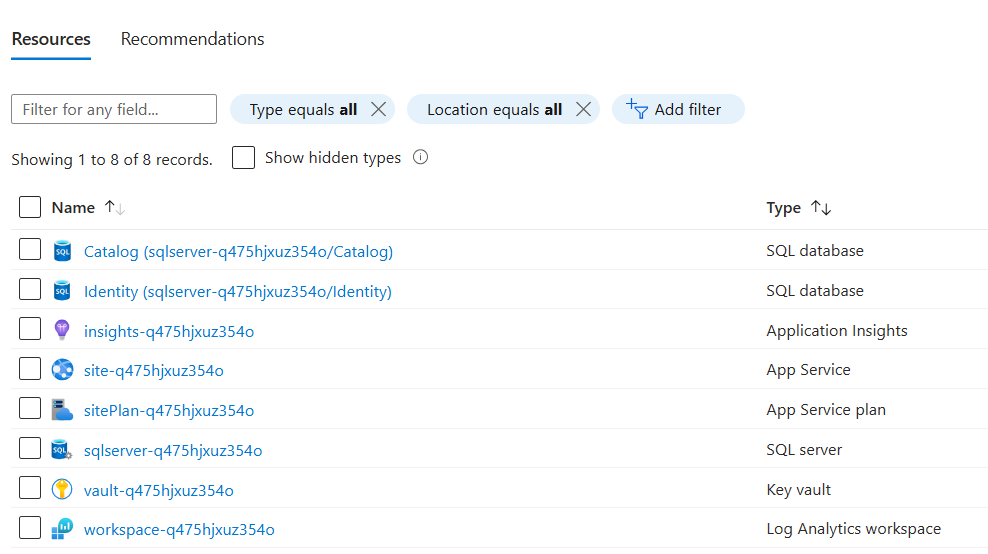 Resources Recommendations
Filter for any field... Type equals all Location equals all Add filter
Showing 1 to 8 of 8 records. Show hidden types
Name Type
Catalog (sqlserver-q475hjxuz354o/Catalog) SQL database
Identity (sqlserver-q475hjxuz354o/Identity) SQL database
insights-q475hjxuz354o Application Insights
site-q475hjxuz354o App Service
sitePlan-q475hjxuz354o App Service plan
sqlserver-q475hjxuz354o SQL server
vault-q475hjxuz354o Key vault
workspace-q475hjxuz354o Log Analytics workspace